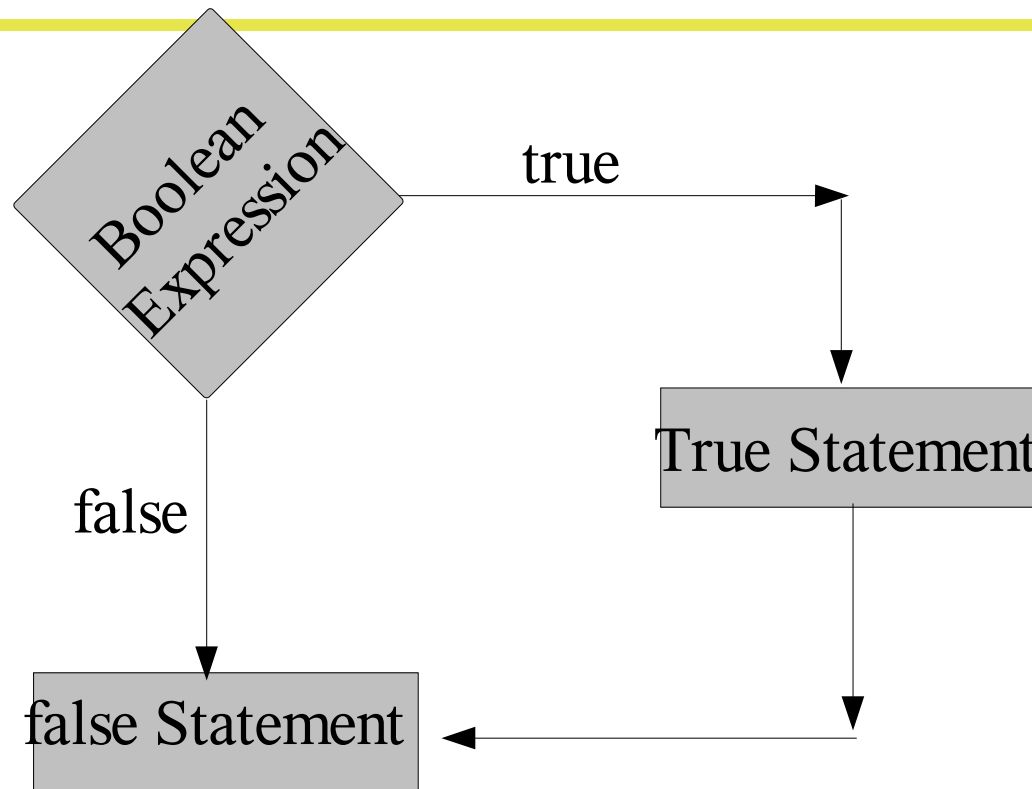 Boolean
Expression
true
True Statement
false
false Statement